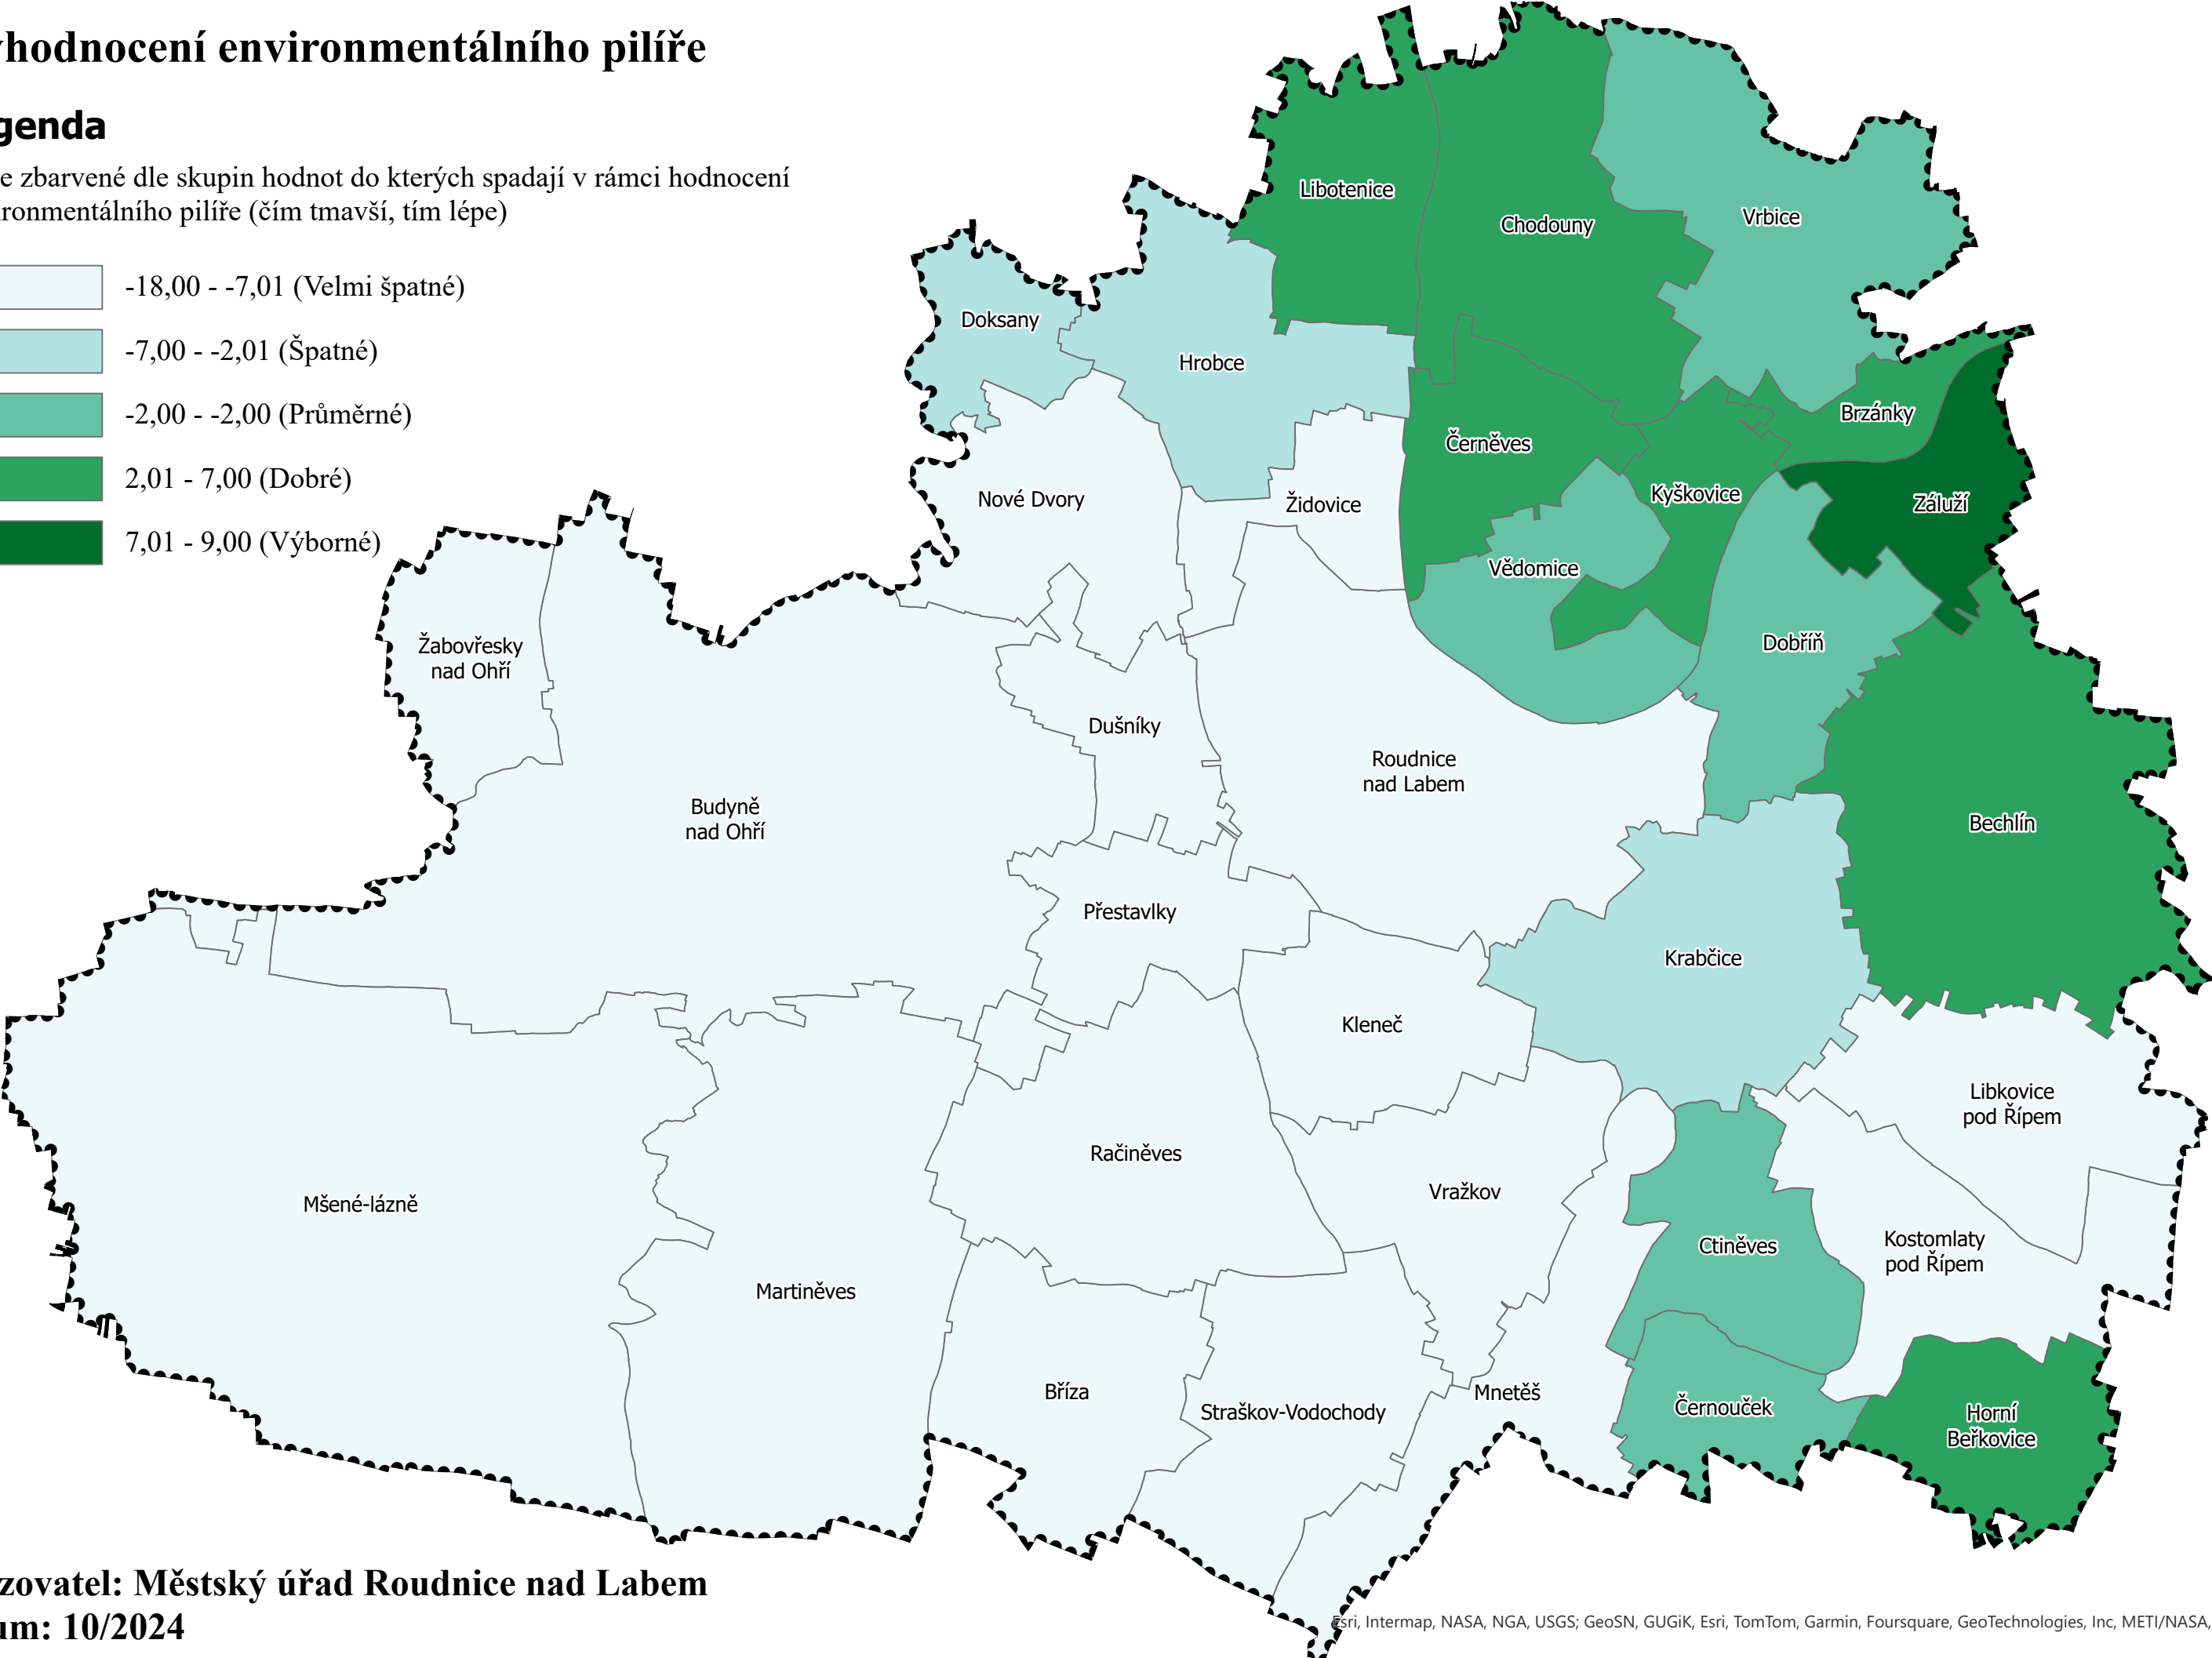 yhodnocení environmentálního pilíře
genda
e zbarvené dle skupin hodnot do kterých spadají v rámci hodnocení
ironmentálního pilíře (čím tmavší, tím lépe)
-18,00 - -7,01 (Velmi špatné)
-7,00 - -2,01 (Špatné)
-2,00 - -2,00 (Průměrné)
2,01 - 7,00 (Dobré)
7,01 - 9,00 (Výborné)
Libotenice
Chodouny
Vrbice
Doksany
Hrobce
Brzánky
Černěves
Kyškovice
Nové Dvory
Židovice
Záluží
Vědomice
Žabovřesky
nad Ohří
Dobříň
Dušníky
Roudnice
nad Labem
Budyně
nad Ohří
Bechlín
Přestavlky
Krabčice
Kleneč
Libkovice
pod Řípem
Račiněves
Vražkov
Mšené-lázně
Ctiněves
Kostomlaty
pod Řípem
Martiněves
Bříza
Straškov-Vodochody
Mnetěš
Černouček
Horní
Beřkovice
zovatel: Městský úřad Roudnice nad Labem
um: 10/2024
Esri, Intermap, NASA, NGA, USGS; GeoSN, GUGiK, Esri, TomTom, Garmin, Foursquare, GeoTechnologies, Inc, METI/NASA,